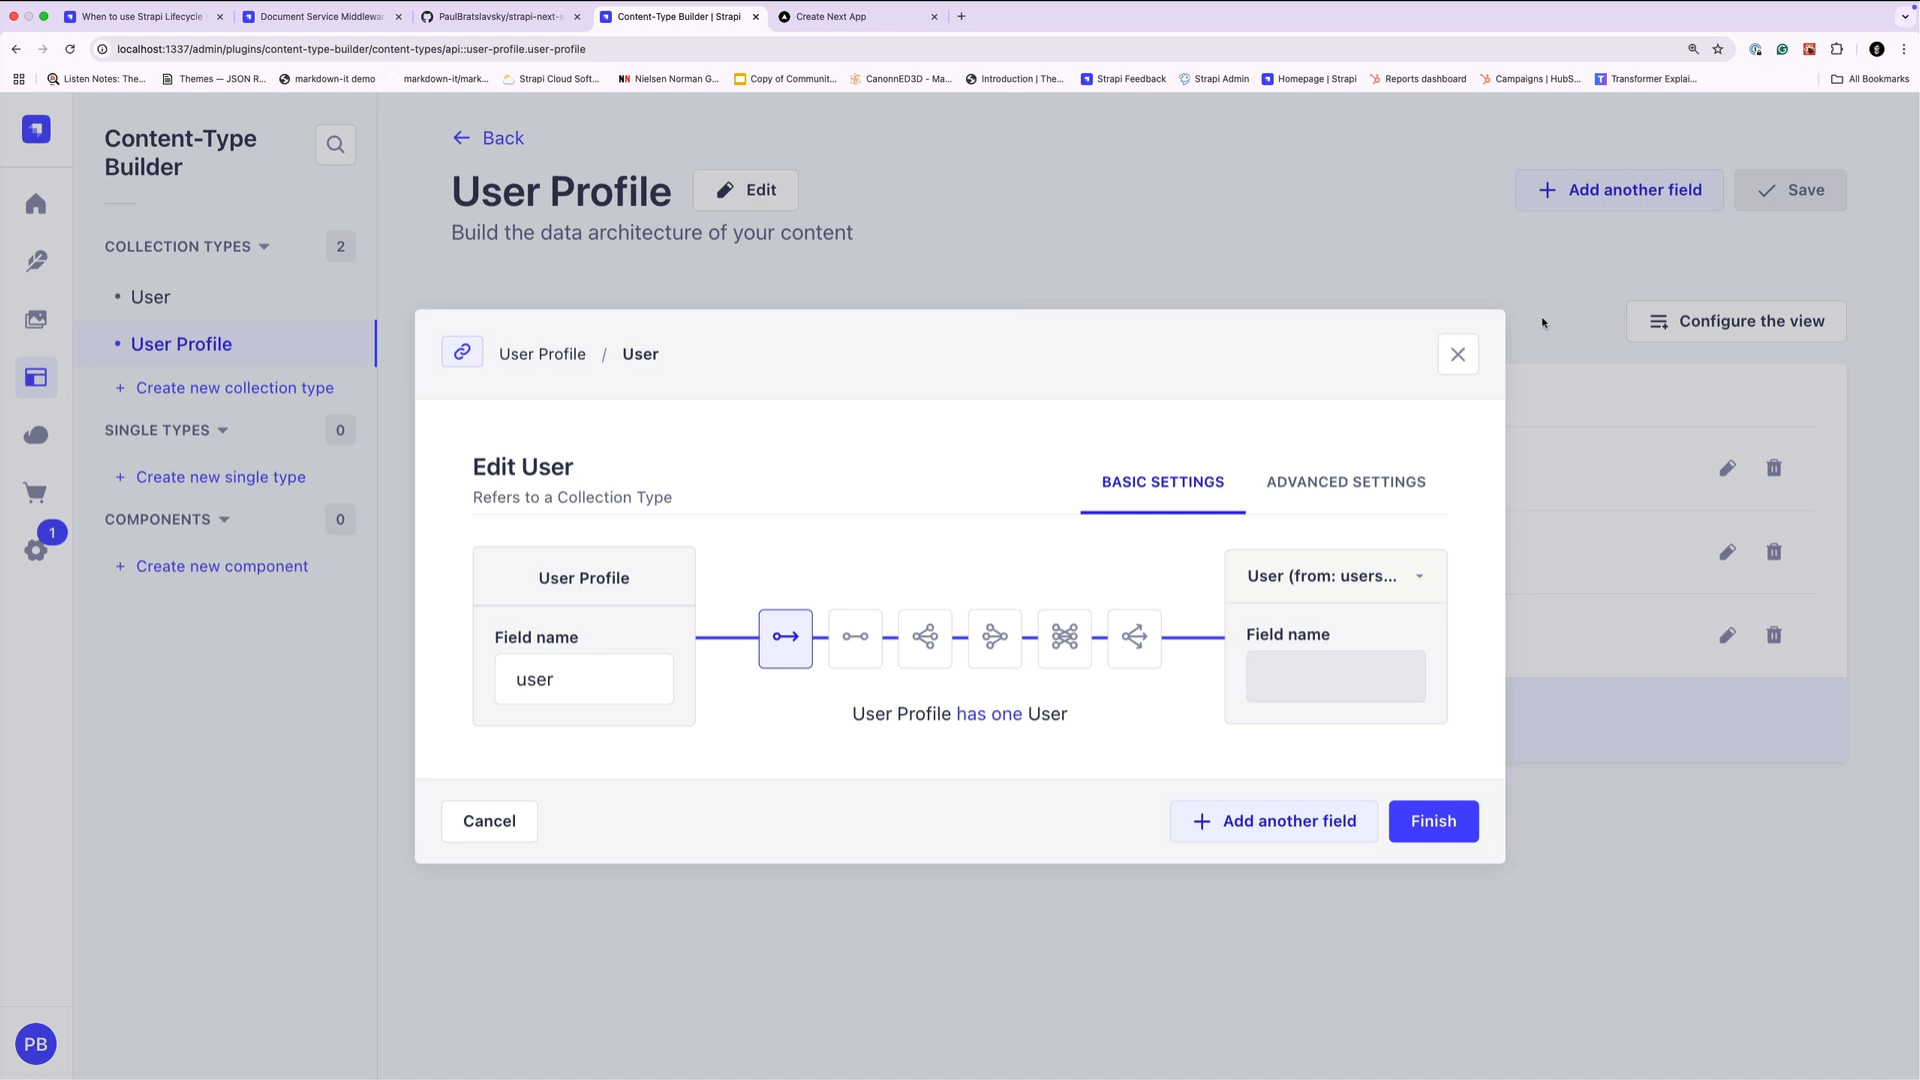 When to use Strapi Lifecycle
Document Service Middlewar
PaulBratslavsky/strapi-next-s
Content-Type Builder | Strapi
Create Next App
localhost:1337/admin/plugins/content-type-builder/content-types/api::user-profile.user-profile
Listen Notes: The...
Themes — JSON R...
markdown-it demo
markdown-it/mark...
Strapi Cloud Soft...
Nielsen Norman G...
Copy of Communit...
CanonnED3D - Ma...
Introduction | The...
Strapi Feedback
Strapi Admin
Homepage | Strapi
Reports dashboard
Campaigns | HubS...
Transformer Explai...
All Bookmarks
Content-Type
Builder
COLLECTION TYPES
2
User
User Profile
+ Create new collection type
SINGLE TYPES
0
+ Create new single type
COMPONENTS
0
+ Create new component
1
PB
Back
User Profile
Edit
Add another field
Save
Build the data architecture of your content
Configure the view
User Profile / User
Edit User
Refers to a Collection Type
BASIC SETTINGS
ADVANCED SETTINGS
User Profile
Field name
user
User Profile has one User
User (from: users...
Field name
Cancel
Add another field
Finish